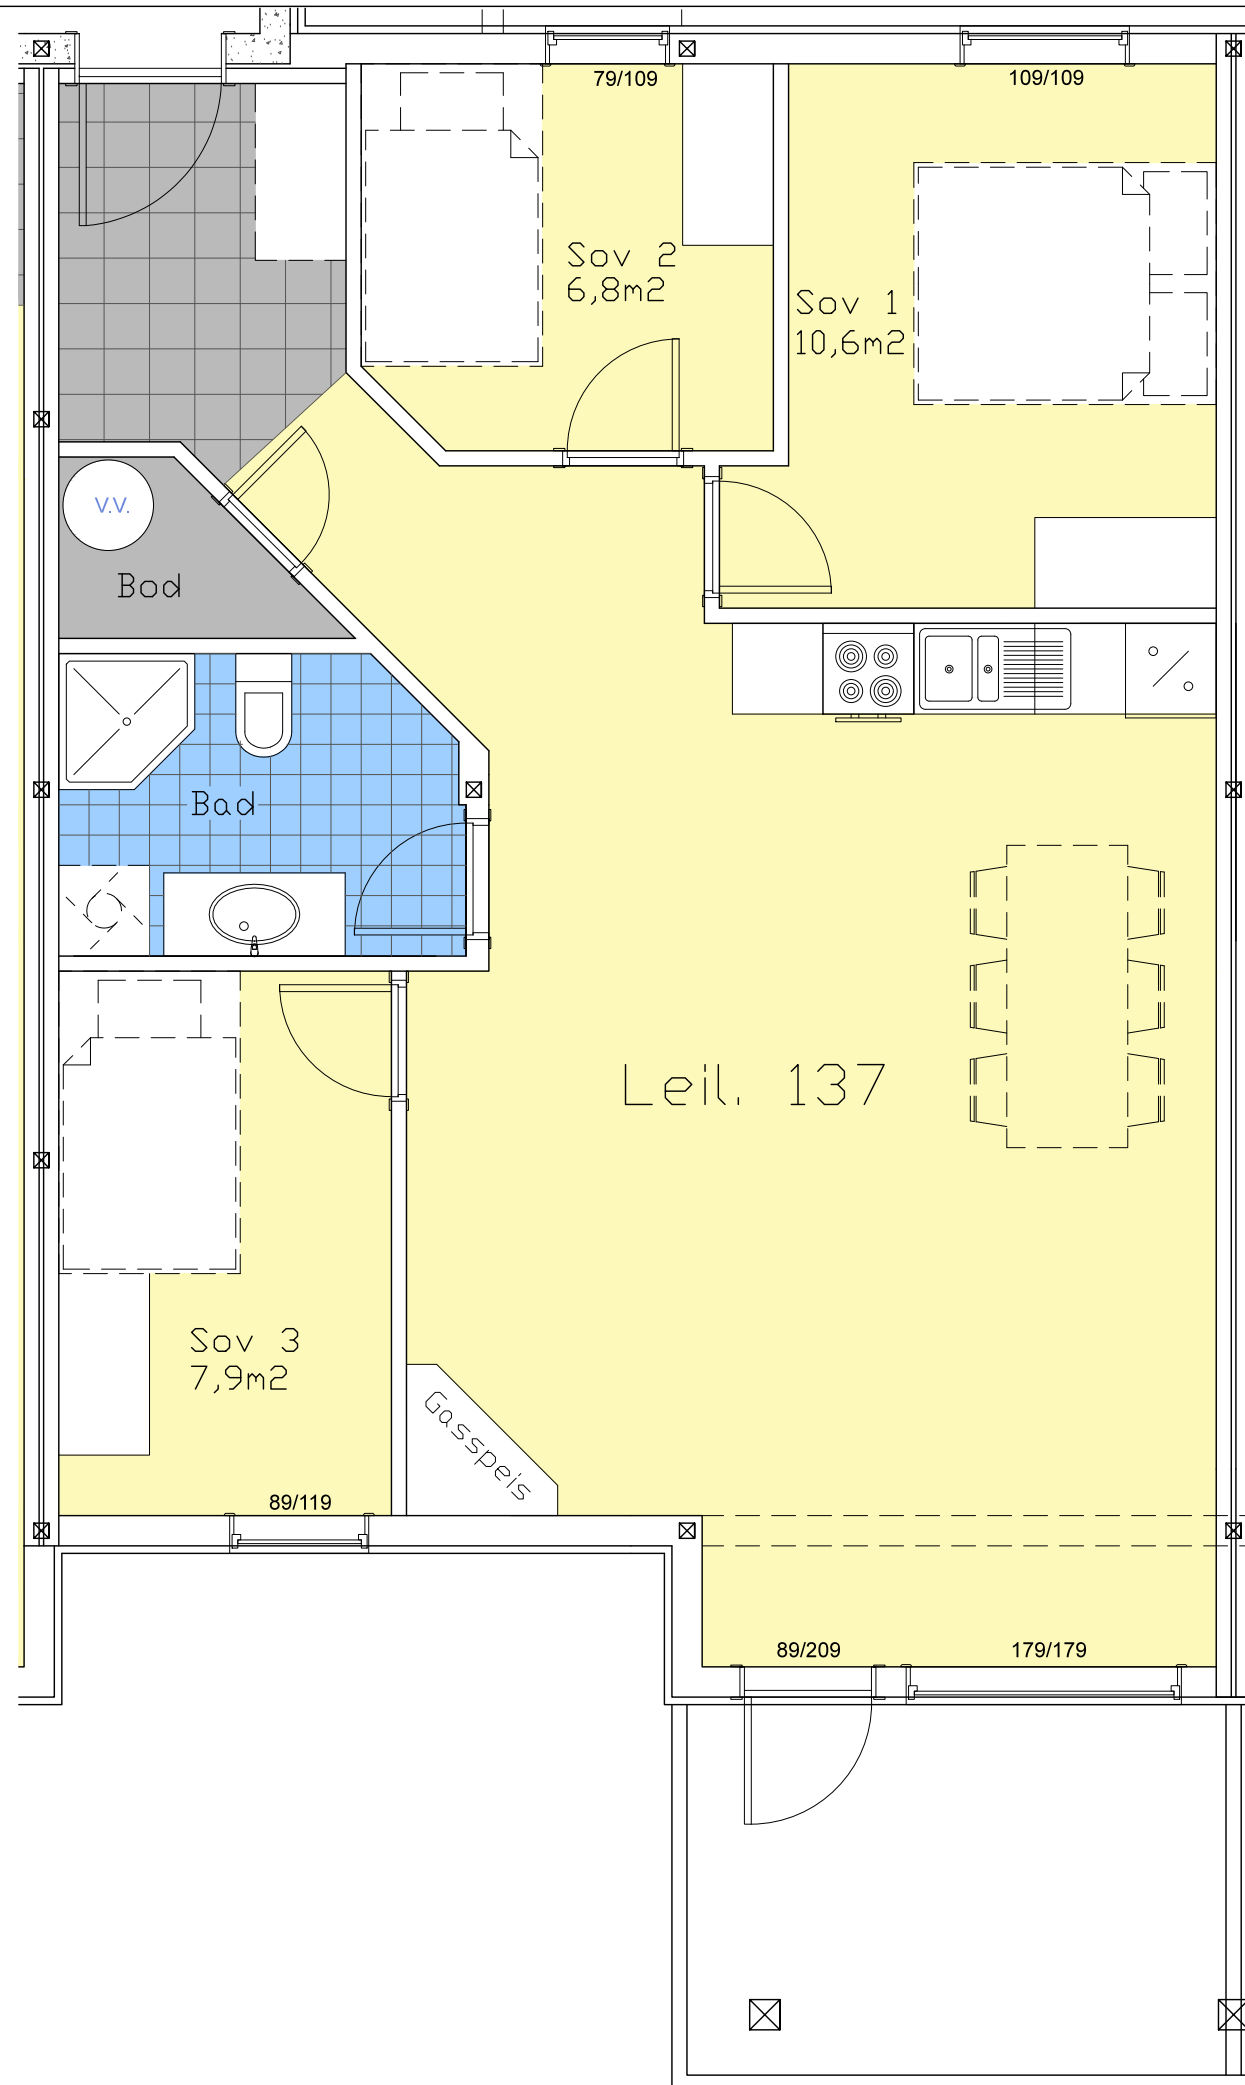 79/109
109/109
Sov 2
6,8m2
Sov 1
10,6m2
V.V.
Bod
Bad
Leil. 137
Sov 3
7,9m2
Gasspeis
89/119
89/209
179/179